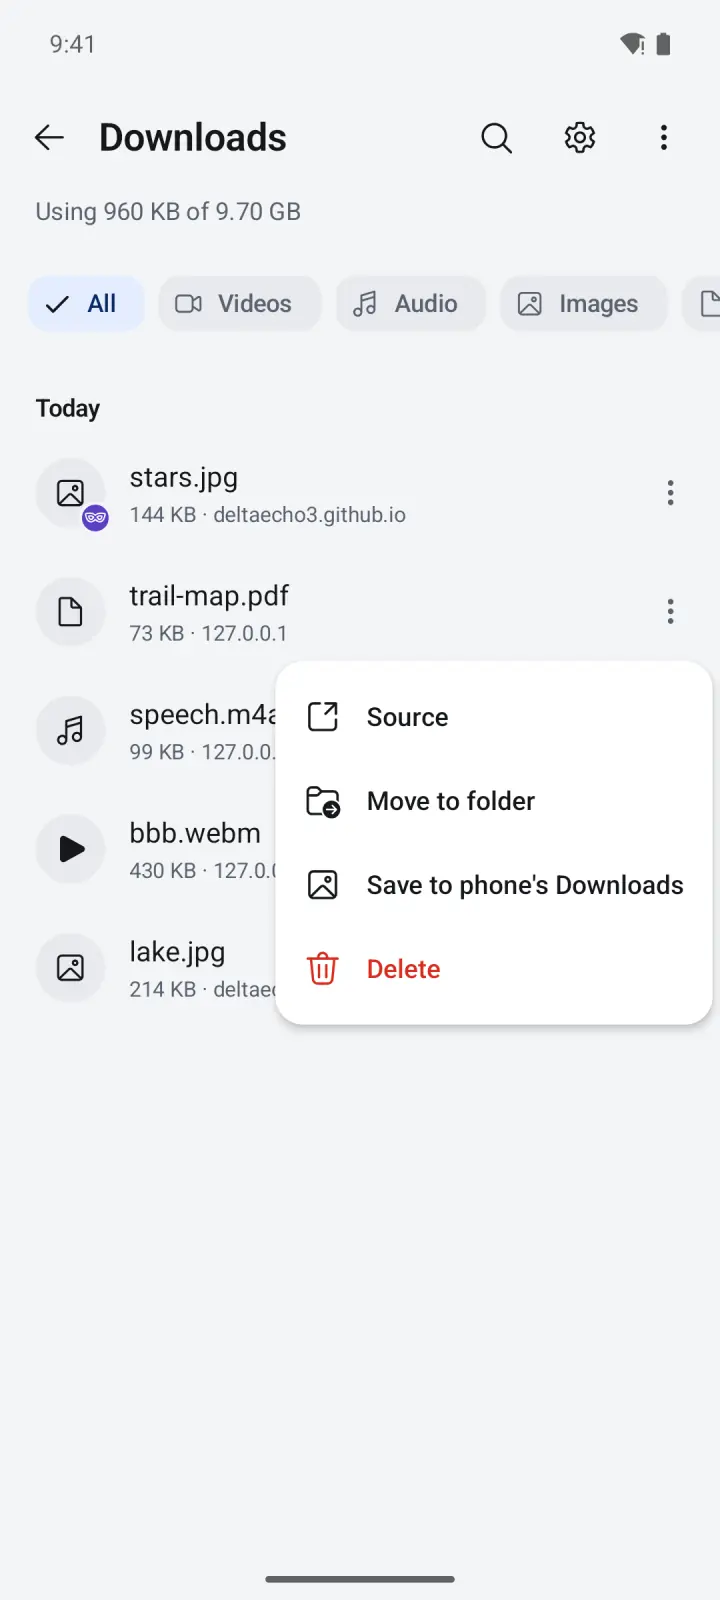 9:41
Downloads
Using 960 KB of 9.70 GB
All
Videos
Audio
Images
Today
stars.jpg
144 KB · deltaecho3.github.io
trail-map.pdf
73 KB · 127.0.0.1
speech.m4a
99 KB · 127.0.0.
bbb.webm
430 KB · 127.0.0
lake.jpg
214 KB · deltaec
Source
Move to folder
Save to phone's Downloads
Delete